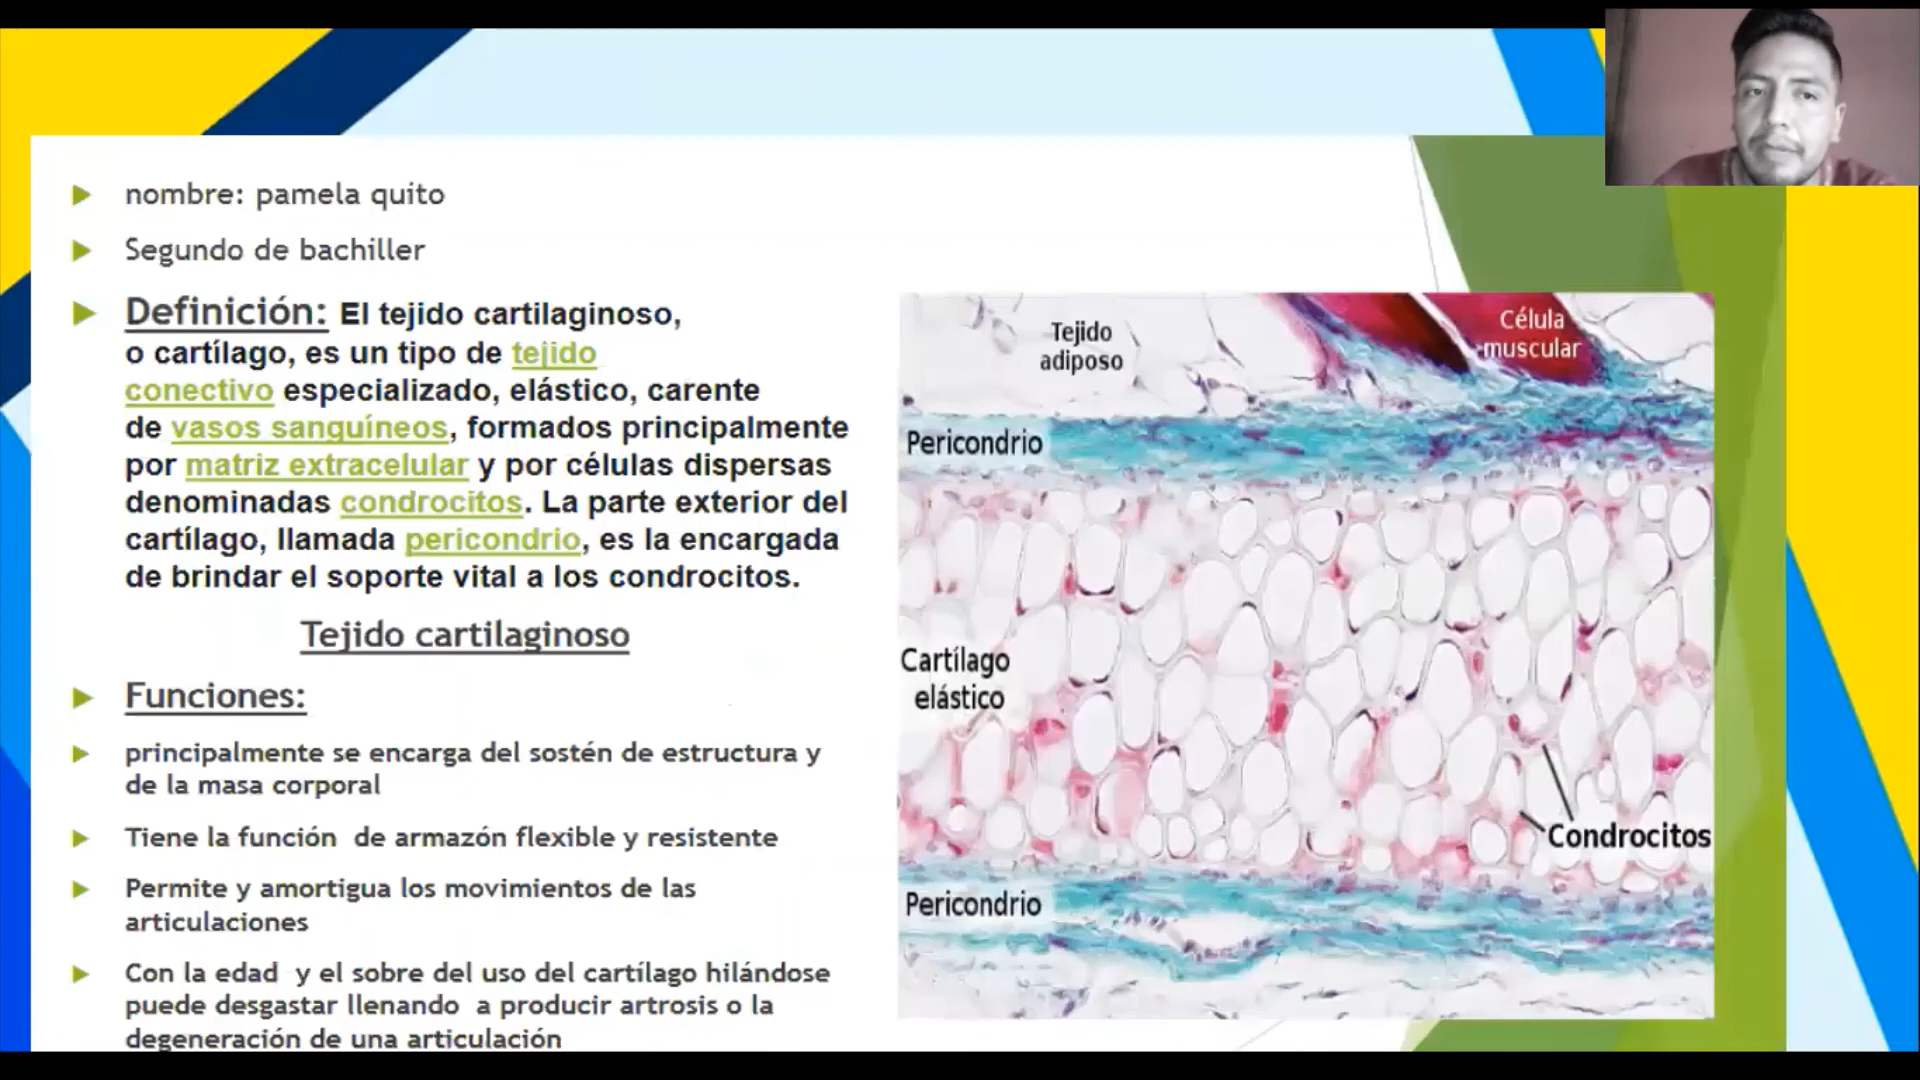 nombre: pamela quito
Segundo de bachiller
Definición: El tejido cartilaginoso,
o cartílago, es un tipo de tejido
conectivo especializado, elástico, carente
de vasos sanguíneos, formados principalmente
por matriz extracelular y por células dispersas
denominadas condrocitos. La parte exterior del
cartílago, llamada pericondrio, es la encargada
de brindar el soporte vital a los condrocitos.
Tejido cartilaginoso
Funciones:
principalmente se encarga del sostén de estructura y
de la masa corporal
Tiene la función de armazón flexible y resistente
Permite y amortigua los movimientos de las
articulaciones
Con la edad y el sobre del uso del cartílago hilándose
puede desgastar llenando a producir artrosis o la
degeneración de una articulación
Tejido
adiposo
Célula
muscular
Pericondrio
Cartílago
elástico
Condrocitos
Pericondrio